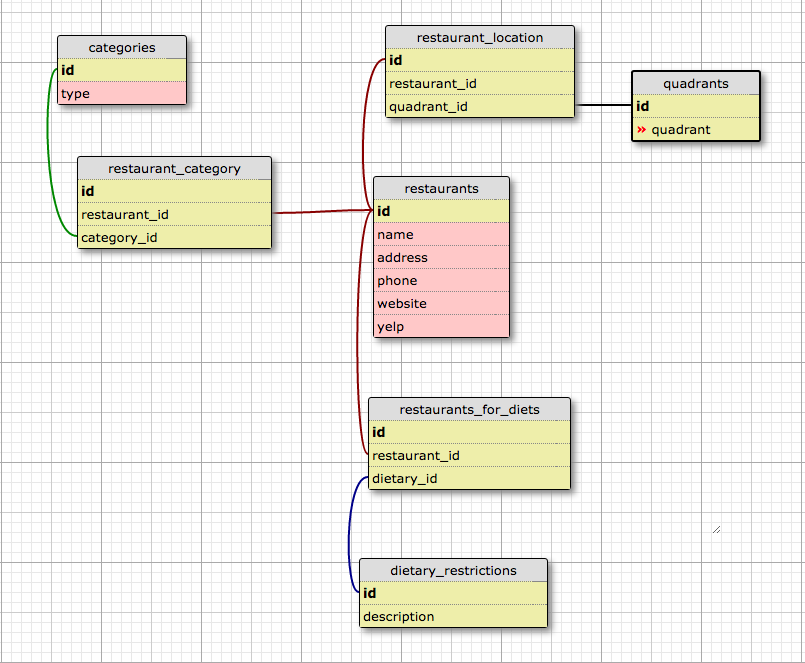 categories
id
type
restaurant_location
id
restaurant_id
quadrant_id
quadrants
id
» quadrant
restaurant_category
id
restaurant_id
category_id
restaurants
id
name
address
phone
website
yelp
restaurants_for_diets
id
restaurant_id
dietary_id
dietary_restrictions
id
description